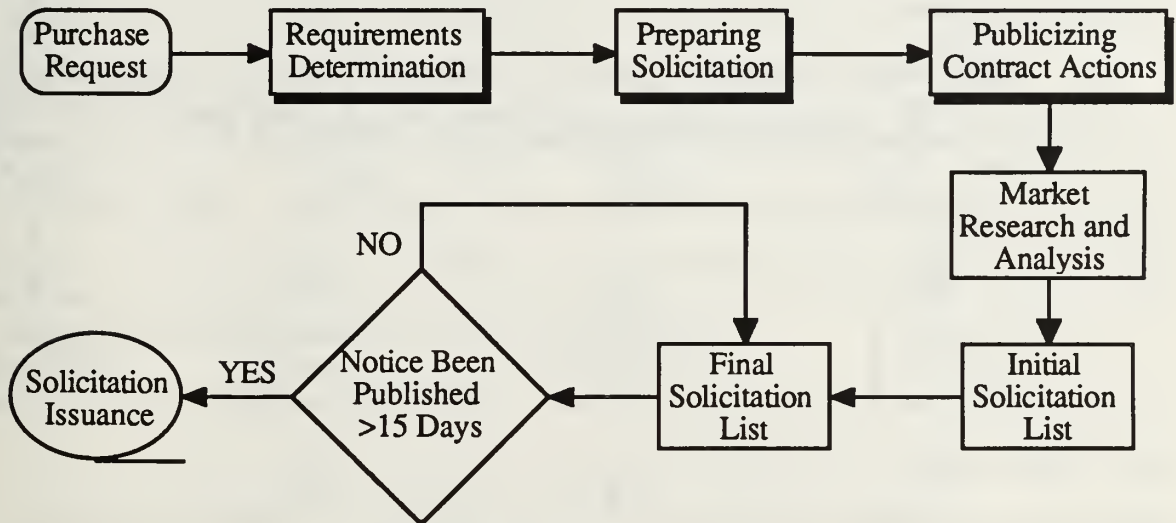 Purchase
Request
Requirements
Determination
Preparing
Solicitation
Publicizing
Contract Actions
Market
Research and
Analysis
Initial
Solicitation
List
Final
Solicitation
List
NO
Notice Been
Published
>15 Days
YES
Solicitation
Issuance